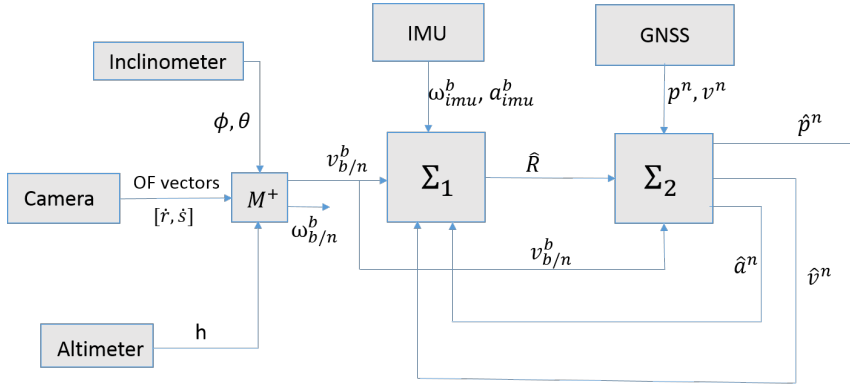 IMU
GNSS
Inclinometer
ω^b_imu, a^b_imu
p^n, v^n
ϕ, θ
p̂^n
v^b_b/n
R̂
Σ₁
Σ₂
OF vectors
Camera
M⁺
[ṙ, ṡ]
ω^b_b/n
v^b_b/n
â^n
v̂^n
h
Altimeter